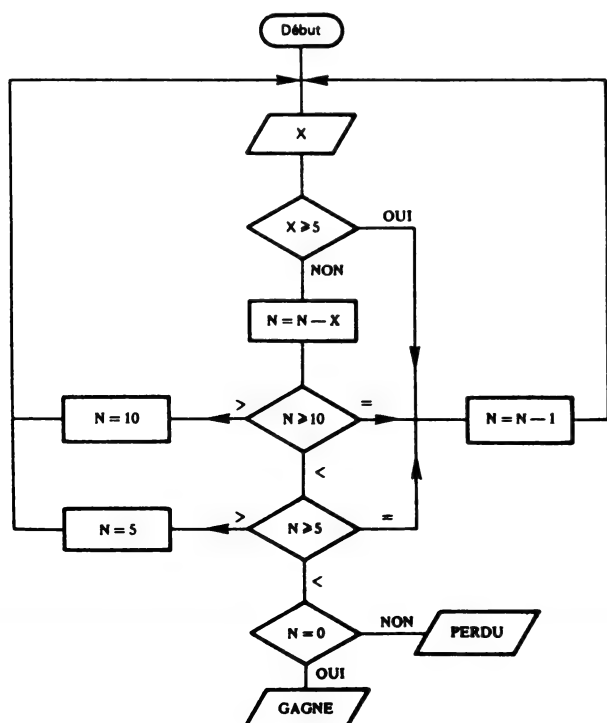 Début
X
X ⩾ 5
OUI
NON
N = N — X
N = 10
>
N ⩾ 10
=
N = N — 1
<
N = 5
>
N ⩾ 5
=
<
N = 0
NON
PERDU
OUI
GAGNE